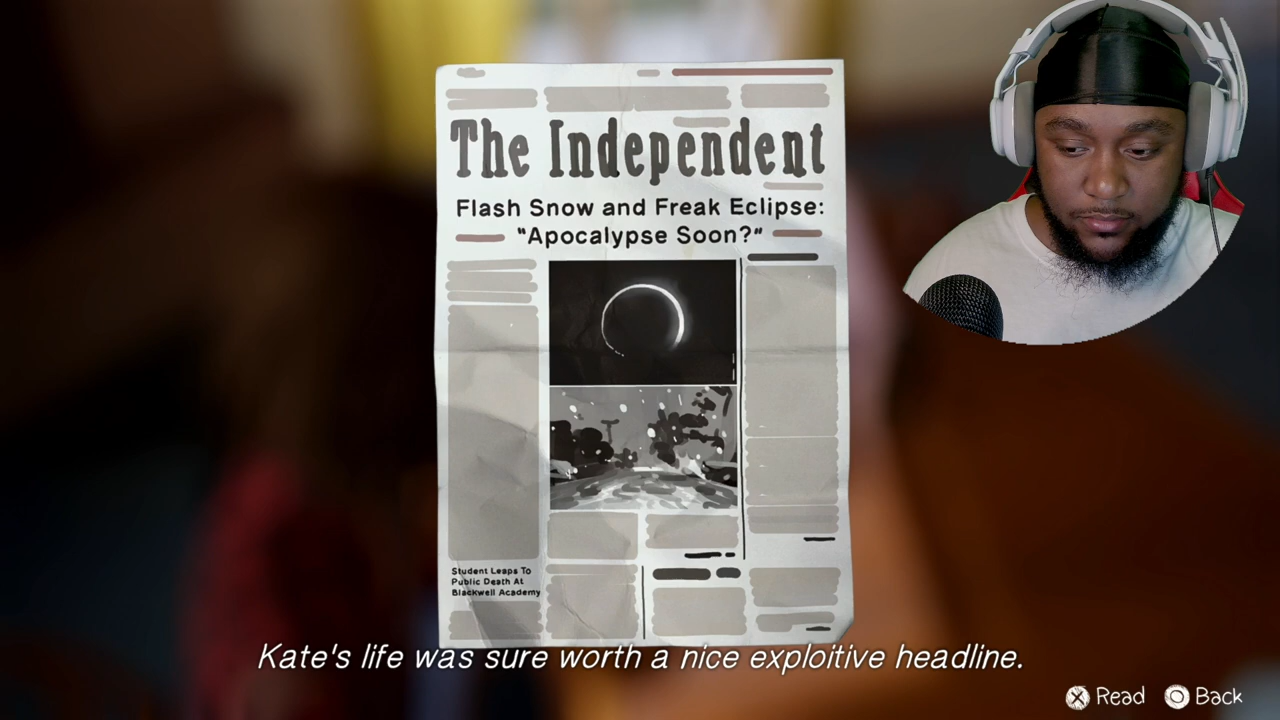 The Independent
Flash Snow and Freak Eclipse:
"Apocalypse Soon?"
Student Leaps To
Public Death At
Blackwell Academy
Kate's life was sure worth a nice exploitive headline.
Read Back